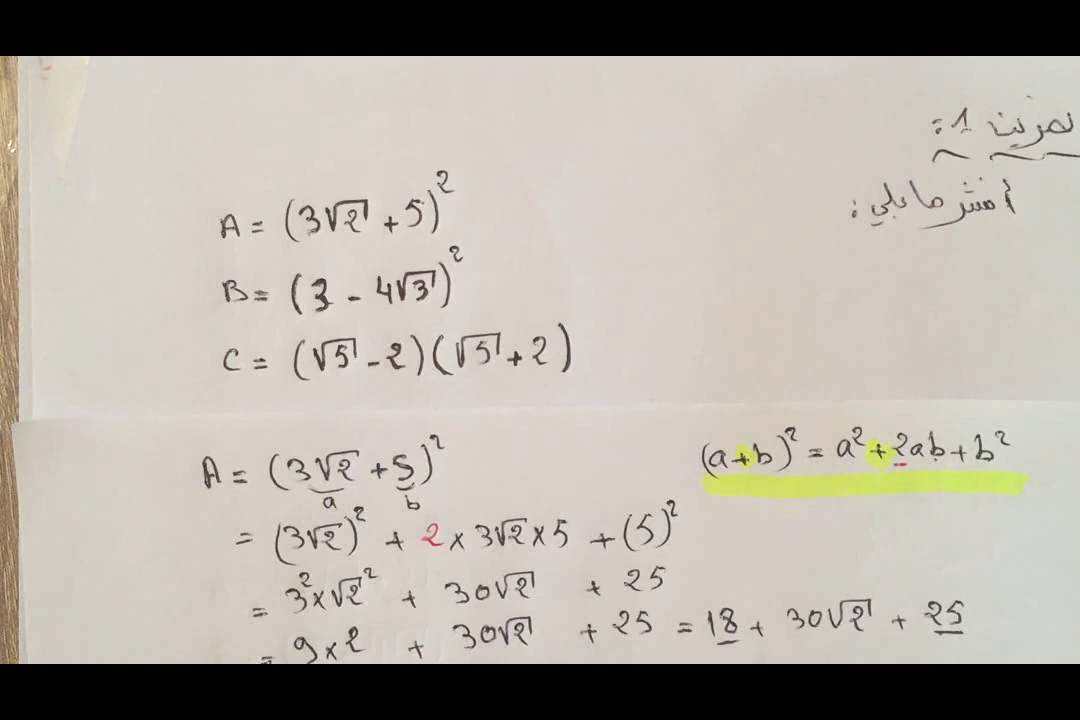 تمرين 1 :
أنشر ما يلي :
A = (3√2 + 5)²
B = (3 - 4√3)²
C = (√5 - 2)(√5 + 2)
(a+b)² = a² + 2ab + b²
A = (3√2 + 5)²
a b
= (3√2)² + 2 × 3√2 × 5 + (5)²
= 3² × √2² + 30√2 + 25
= 9 × 2 + 30√2 + 25 = 18 + 30√2 + 25